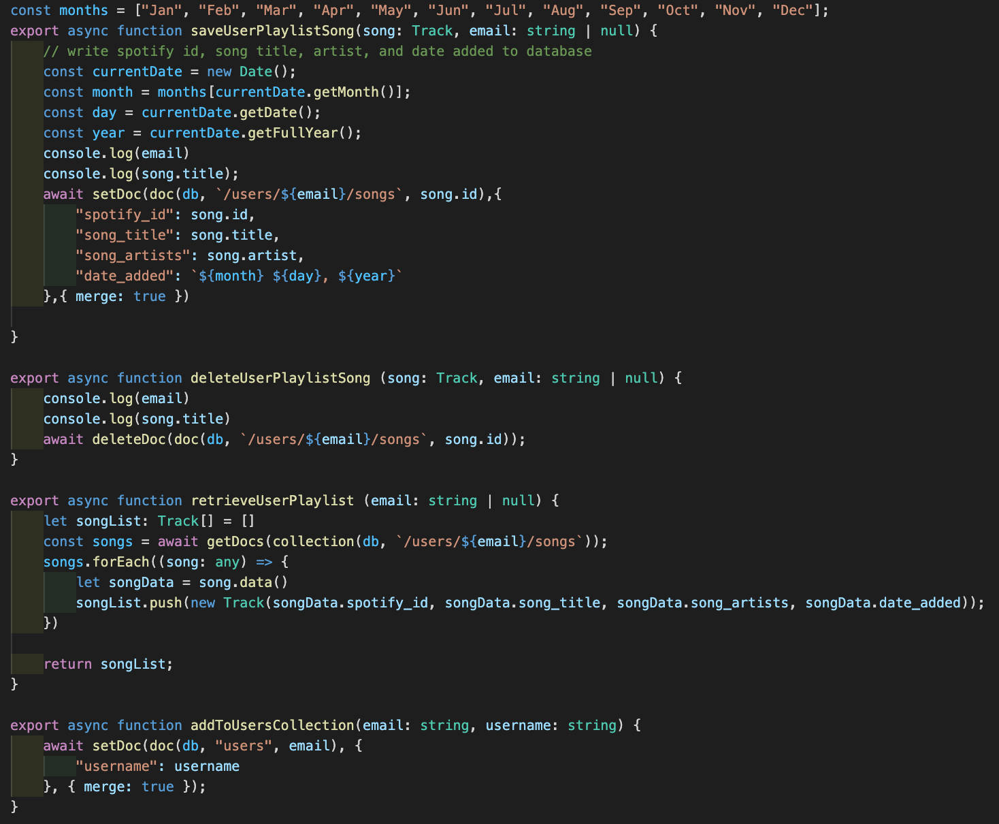 const months = ["Jan", "Feb", "Mar", "Apr", "May", "Jun", "Jul", "Aug", "Sep", "Oct", "Nov", "Dec"];
export async function saveUserPlaylistSong(song: Track, email: string | null) {
    // write spotify id, song title, artist, and date added to database
    const currentDate = new Date();
    const month = months[currentDate.getMonth()];
    const day = currentDate.getDate();
    const year = currentDate.getFullYear();
    console.log(email)
    console.log(song.title);
    await setDoc(doc(db, `/users/${email}/songs`, song.id),{
        "spotify_id": song.id,
        "song_title": song.title,
        "song_artists": song.artist,
        "date_added": `${month} ${day}, ${year}`
    },{ merge: true })

}

export async function deleteUserPlaylistSong (song: Track, email: string | null) {
    console.log(email)
    console.log(song.title)
    await deleteDoc(doc(db, `/users/${email}/songs`, song.id));
}

export async function retrieveUserPlaylist (email: string | null) {
    let songList: Track[] = []
    const songs = await getDocs(collection(db, `/users/${email}/songs`));
    songs.forEach((song: any) => {
        let songData = song.data()
        songList.push(new Track(songData.spotify_id, songData.song_title, songData.song_artists, songData.date_added));
    })

    return songList;
}

export async function addToUsersCollection(email: string, username: string) {
    await setDoc(doc(db, "users", email), {
        "username": username
    }, { merge: true });
}